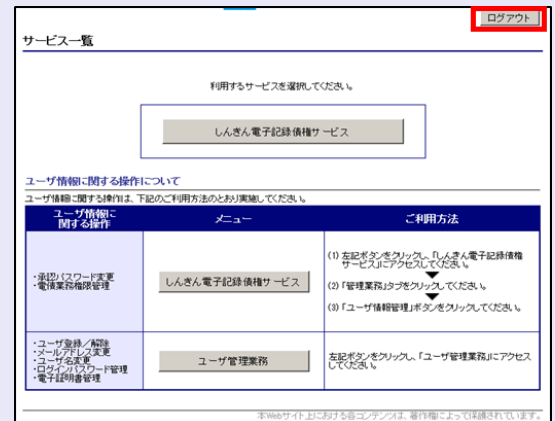 ログアウト
サービス一覧
利用するサービスを選択してください。
しんきん電子記録債権サービス
ユーザ情報に関する操作について
ユーザ情報に関する操作は、下記のご利用方法のとおり実施してください。
ユーザ情報に
関する操作
メニュー
ご利用方法
・承認パスワード変更
・電債業務権限管理
しんきん電子記録債権サービス
(1) 左記ボタンをクリックし、「しんきん電子記録債権
サービス」にアクセスしてください。
(2)「管理業務」タブをクリックしてください。
(3)「ユーザ情報管理」ボタンをクリックしてください。
・ユーザ登録／解除
・メールアドレス変更
・ユーザ名変更
・ログインパスワード管理
・電子証明書管理
ユーザ管理業務
左記ボタンをクリックし、「ユーザ管理業務」にアクセス
してください。
本Webサイト上における各コンテンツは、著作権によって保護されています。